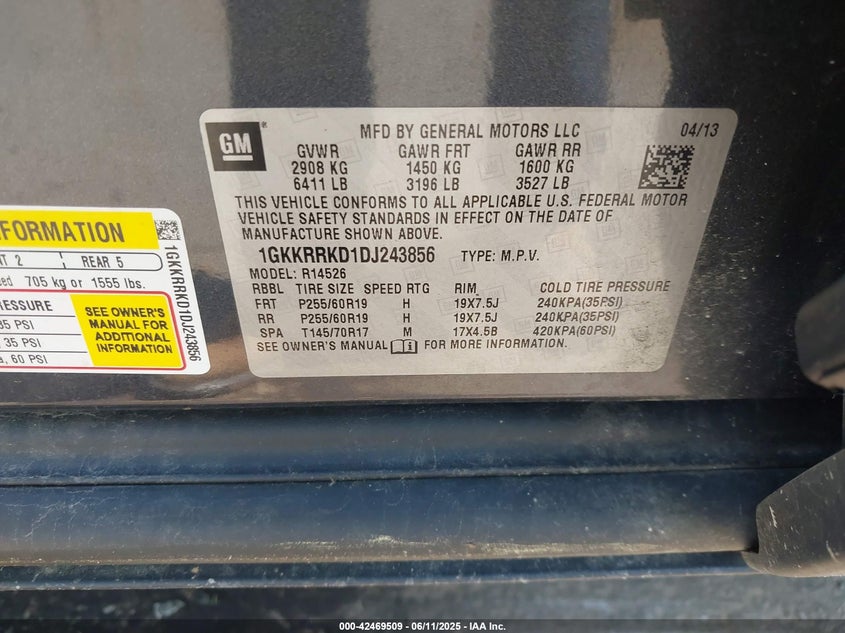 GM
MFD BY GENERAL MOTORS LLC 04/13
GVWR GAWR FRT GAWR RR
2908 KG 1450 KG 1600 KG
6411 LB 3196 LB 3527 LB
THIS VEHICLE CONFORMS TO ALL APPLICABLE U.S. FEDERAL MOTOR
VEHICLE SAFETY STANDARDS IN EFFECT ON THE DATE OF
MANUFACTURE SHOWN ABOVE.
1GKKRRKD1DJ243856 TYPE: M.P.V.
MODEL: R14526
RBBL TIRE SIZE SPEED RTG RIM COLD TIRE PRESSURE
FRT P255/60R19 H 19X7.5J 240KPA(35PSI)
RR P255/60R19 H 19X7.5J 240KPA(35PSI)
SPA T145/70R17 M 17X4.5B 420KPA(60PSI)
SEE OWNER'S MANUAL FOR MORE INFORMATION.
FORMATION
2 REAR 5
705 kg or 1555 lbs.
35 PSI
60 PSI
SEE OWNER'S
MANUAL FOR
ADDITIONAL
INFORMATION
1GKKRRKD1DJ243856
000-42469509 - 06/11/2025 - IAA Inc.